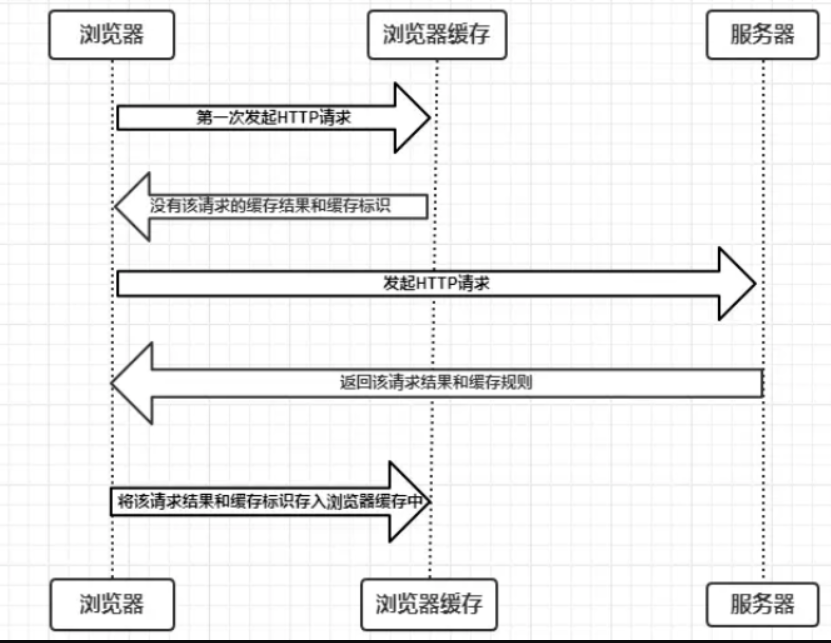 浏览器
浏览器缓存
服务器
第一次发起HTTP请求
没有该请求的缓存结果和缓存标识
发起HTTP请求
返回该请求结果和缓存规则
将该请求结果和缓存标识存入浏览器缓存中
浏览器
浏览器缓存
服务器